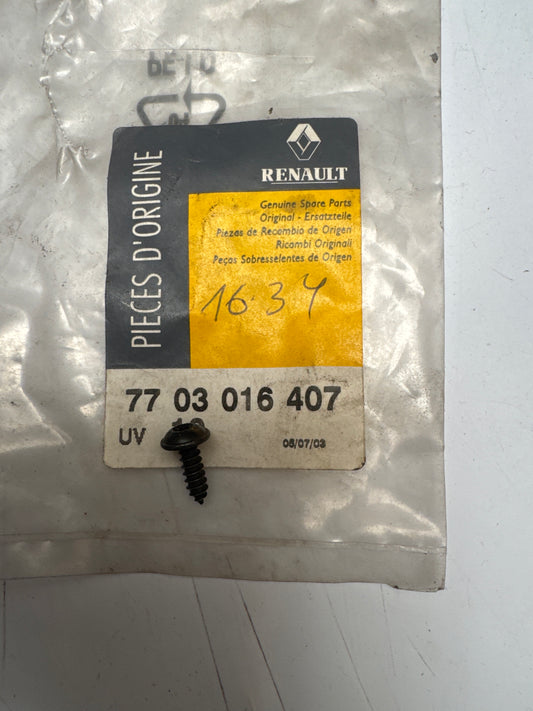 PIECES D'ORIGINE
RENAULT
Genuine Spare Parts
Original - Ersatzteile
Piezas de Recambio de Origen
Ricambi Originali
Peças Sobresselentes de Origen
16.34
77 03 016 407
UV
05/07/03